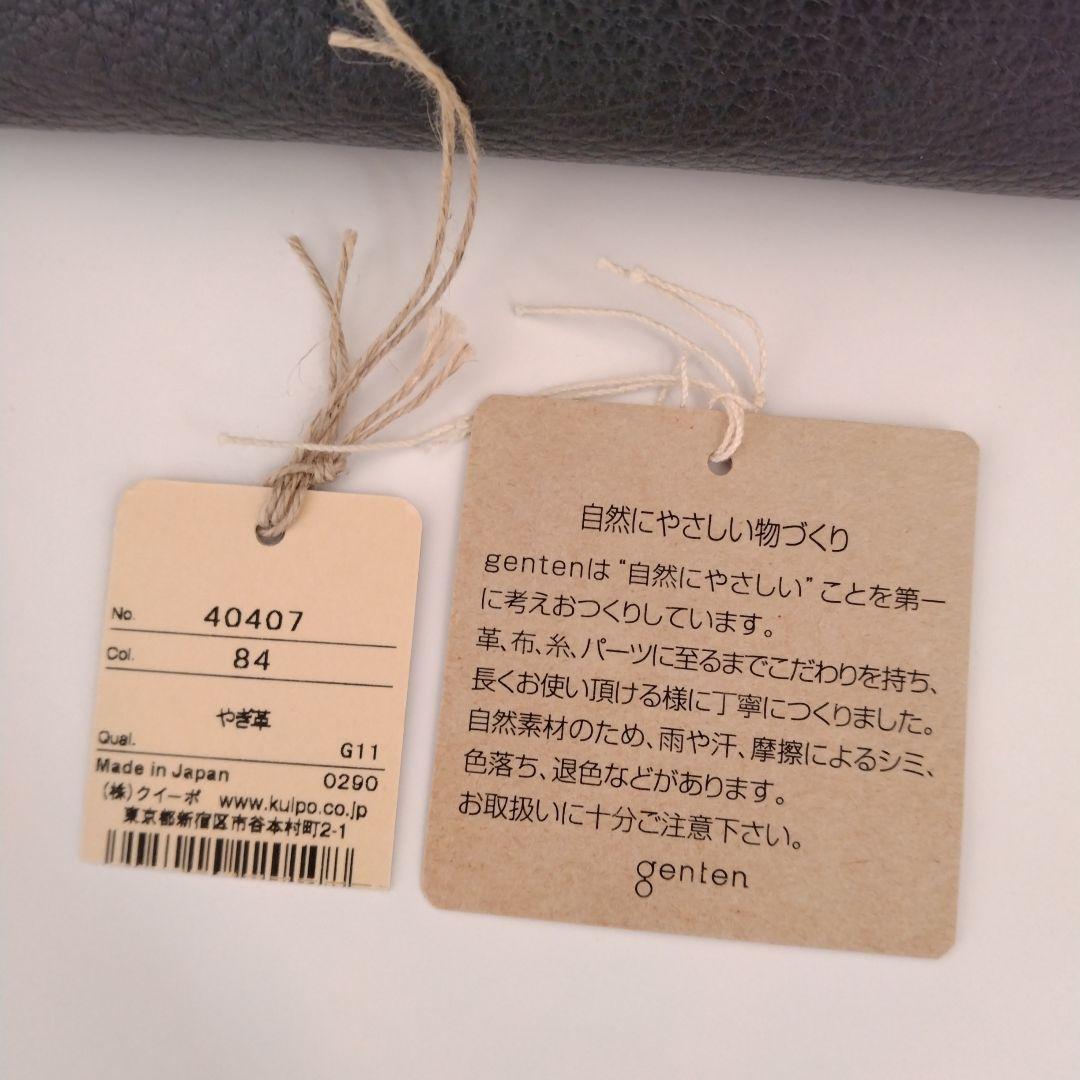 No. 40407
Col. 84
やぎ革
Qual. G11
Made in Japan 0290
(株)クイーポ www.kuipo.co.jp
東京都新宿区市谷本村町2-1
自然にやさしい物づくり
gentenは“自然にやさしい”ことを第一
に考えおつくりしています。
革、布、糸、パーツに至るまでこだわりを持ち、
長くお使い頂ける様に丁寧につくりました。
自然素材のため、雨や汗、摩擦によるシミ、
色落ち、退色などがあります。
お取扱いに十分ご注意下さい。
genten